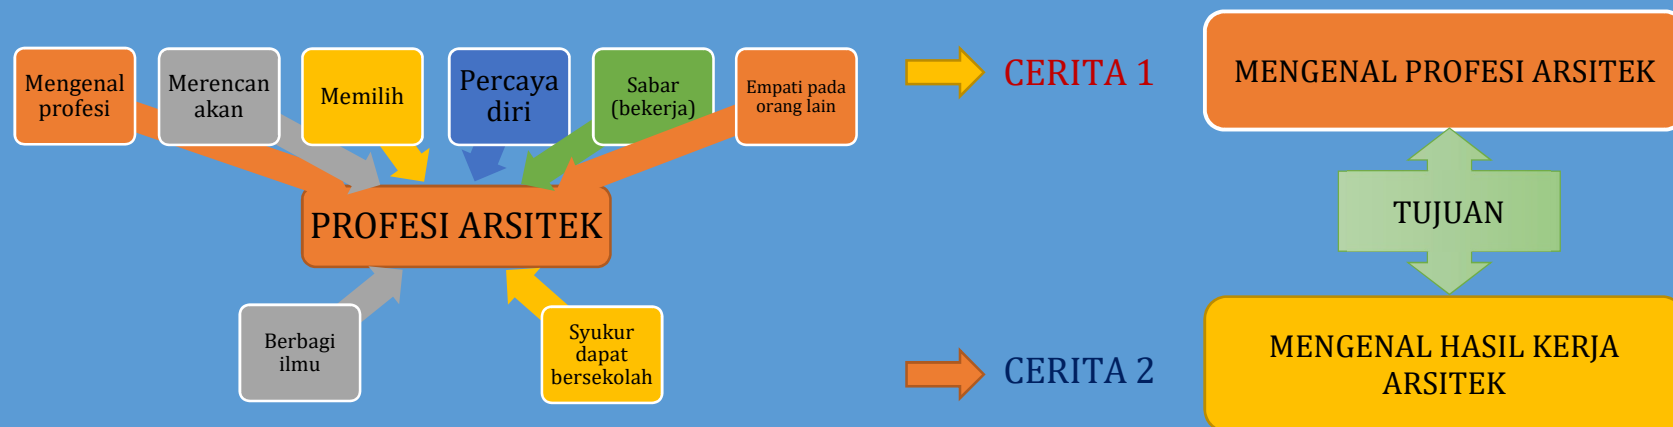 Mengenal
profesi
Merencan
akan
Memilih
Percaya
diri
Sabar
(bekerja)
Empati pada
orang lain
CERITA 1
MENGENAL PROFESI ARSITEK
PROFESI ARSITEK
TUJUAN
Berbagi
ilmu
Syukur
dapat
bersekolah
CERITA 2
MENGENAL HASIL KERJA
ARSITEK